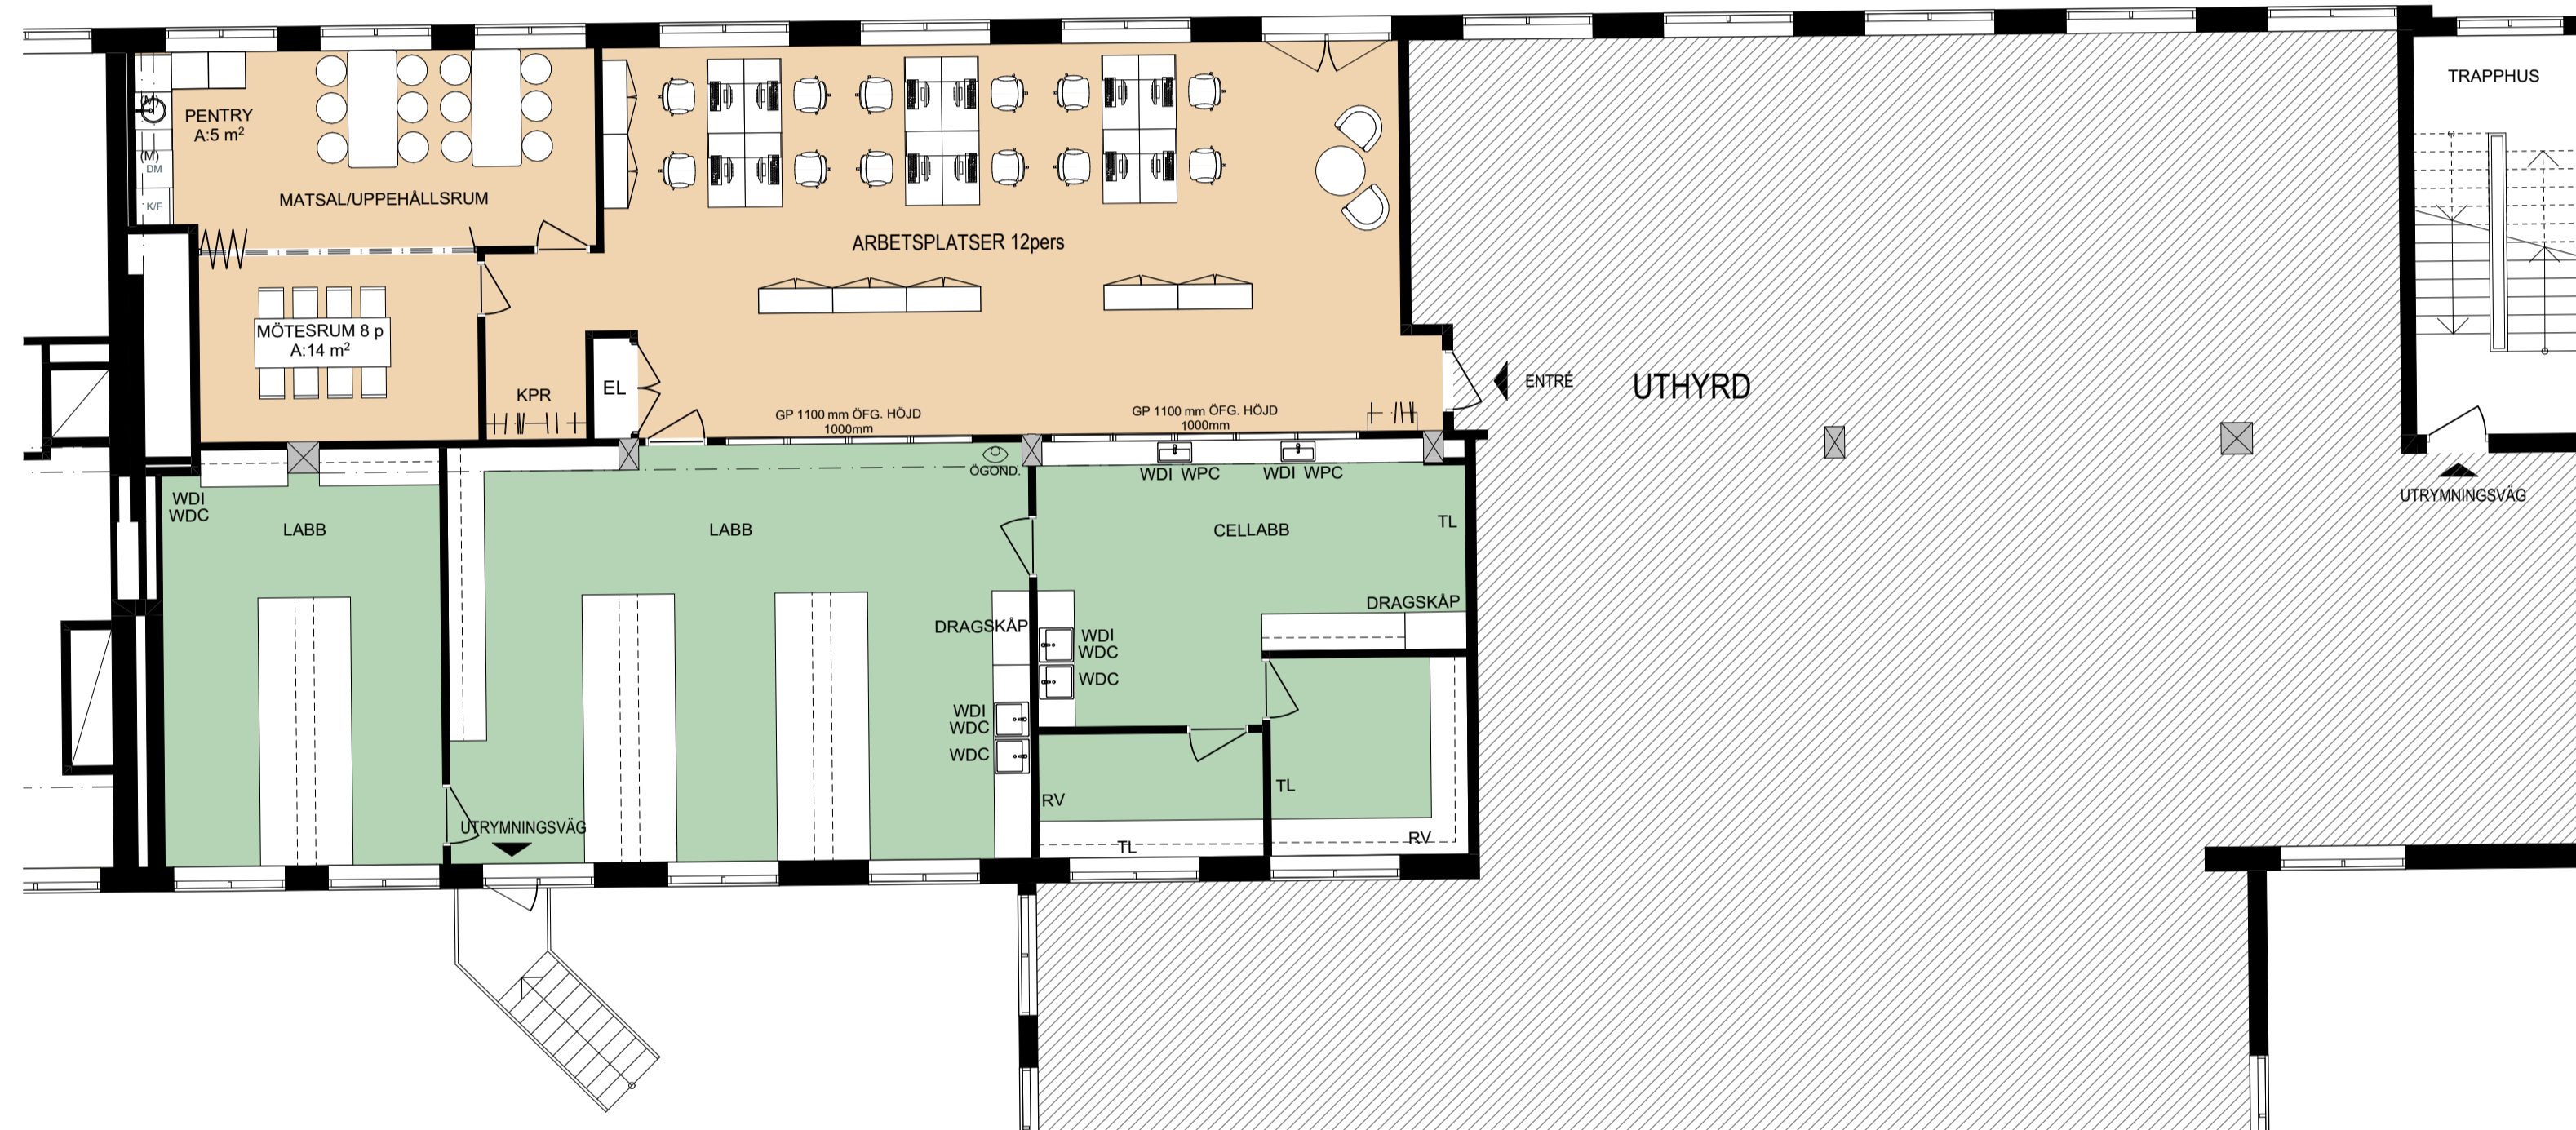 TRAPPHUS
(M)
PENTRY
A:5 m²
(M)
DM
K/F
MATSAL/UPPEHÅLLSRUM
ARBETSPLATSER 12pers
MÖTESRUM 8 p
A:14 m²
KPR
EL
GP 1100 mm ÖFG. HÖJD
1000mm
GP 1100 mm ÖFG. HÖJD
1000mm
ENTRÉ
UTHYRD
UTRYMNINGSVÄG
WDI
WDC
LABB
LABB
ÖGOND.
WDI WPC
WDI WPC
CELLABB
TL
DRAGSKÅP
DRAGSKÅP
WDI
WDC
WDC
WDI
WDC
WDC
UTRYMNINGSVÄG
RV
TL
TL
RV